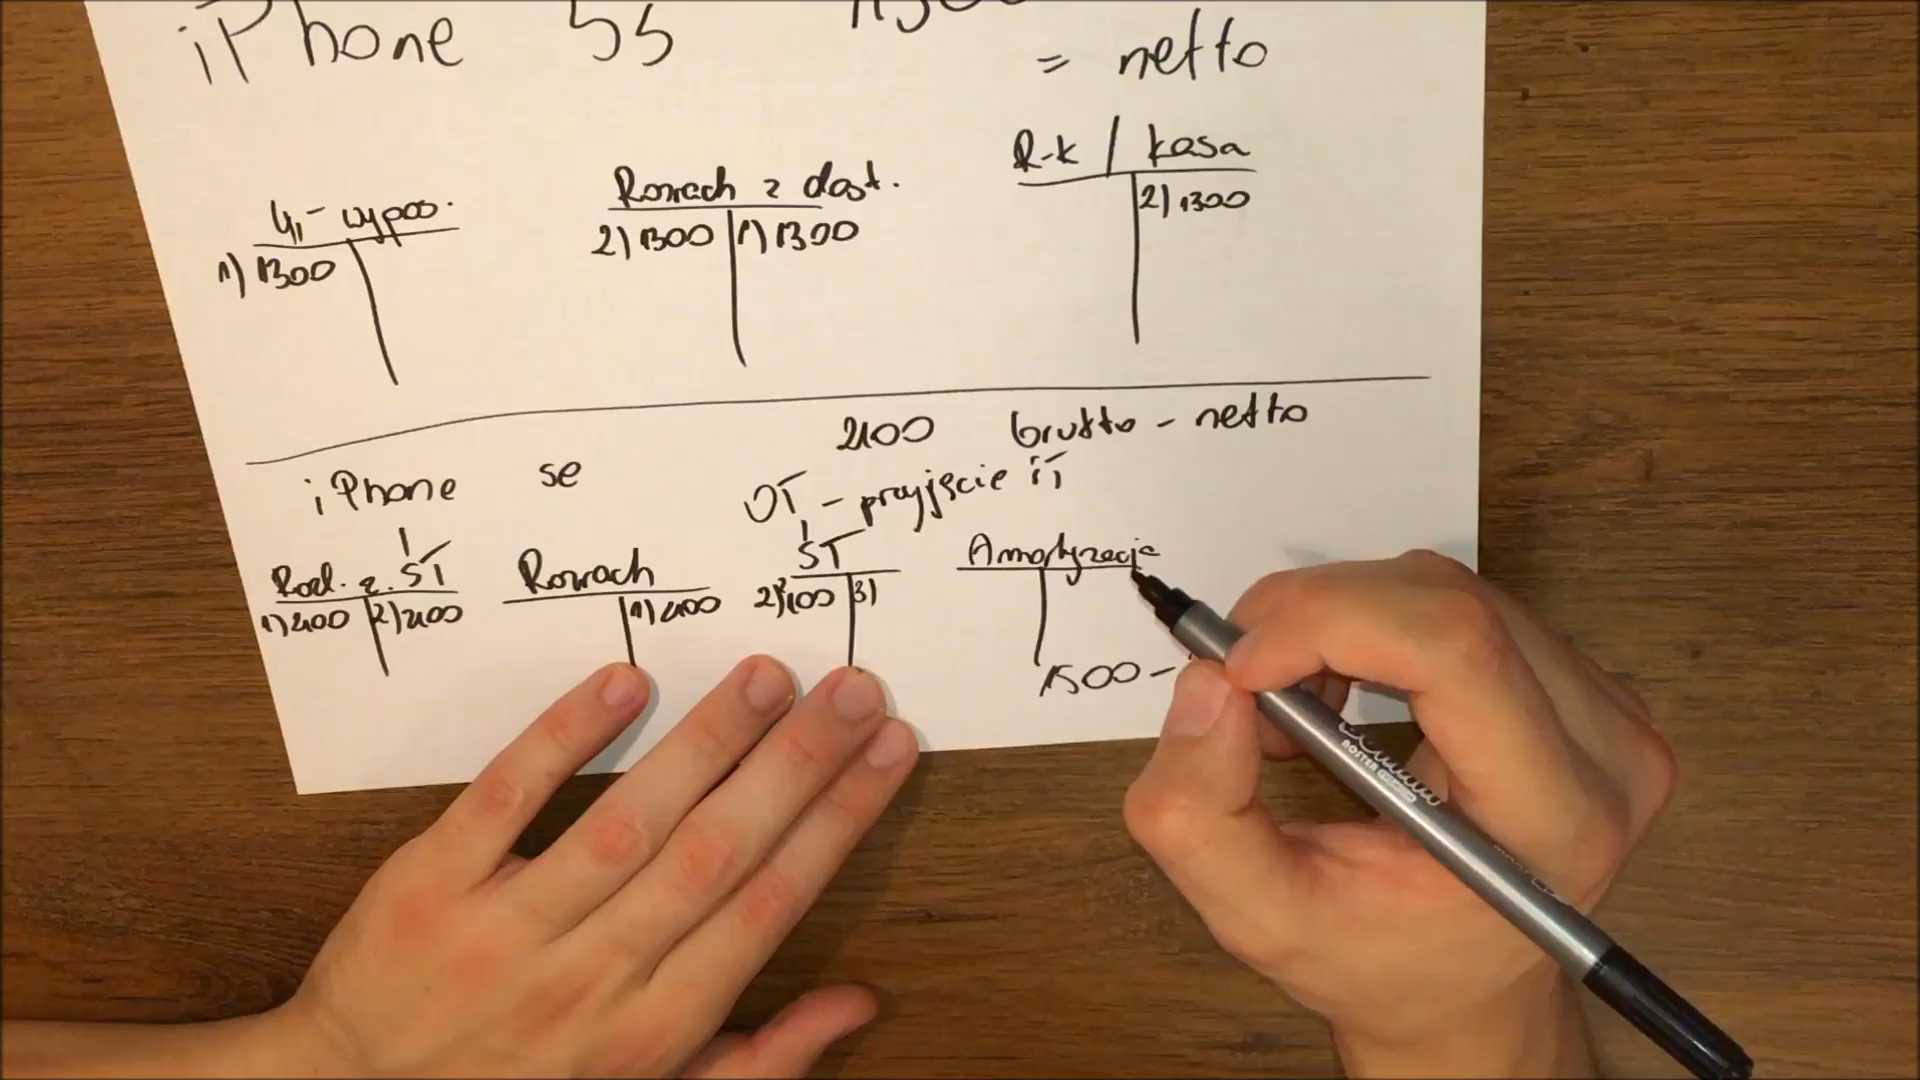 iPhone 5s
= netto
R-k / kasa
2) 1300
Rozrach z dost.
2) 1300 1) 1300
wypos.
1) 1300
2100 brutto - netto
iPhone se
OT - przyjęcie ŚT
Rozl. z. ŚT
1) 2100 2) 2100
Rozrach
1) 2100
ŚT
2) 2100 3)
Amortyzacja
1500 -